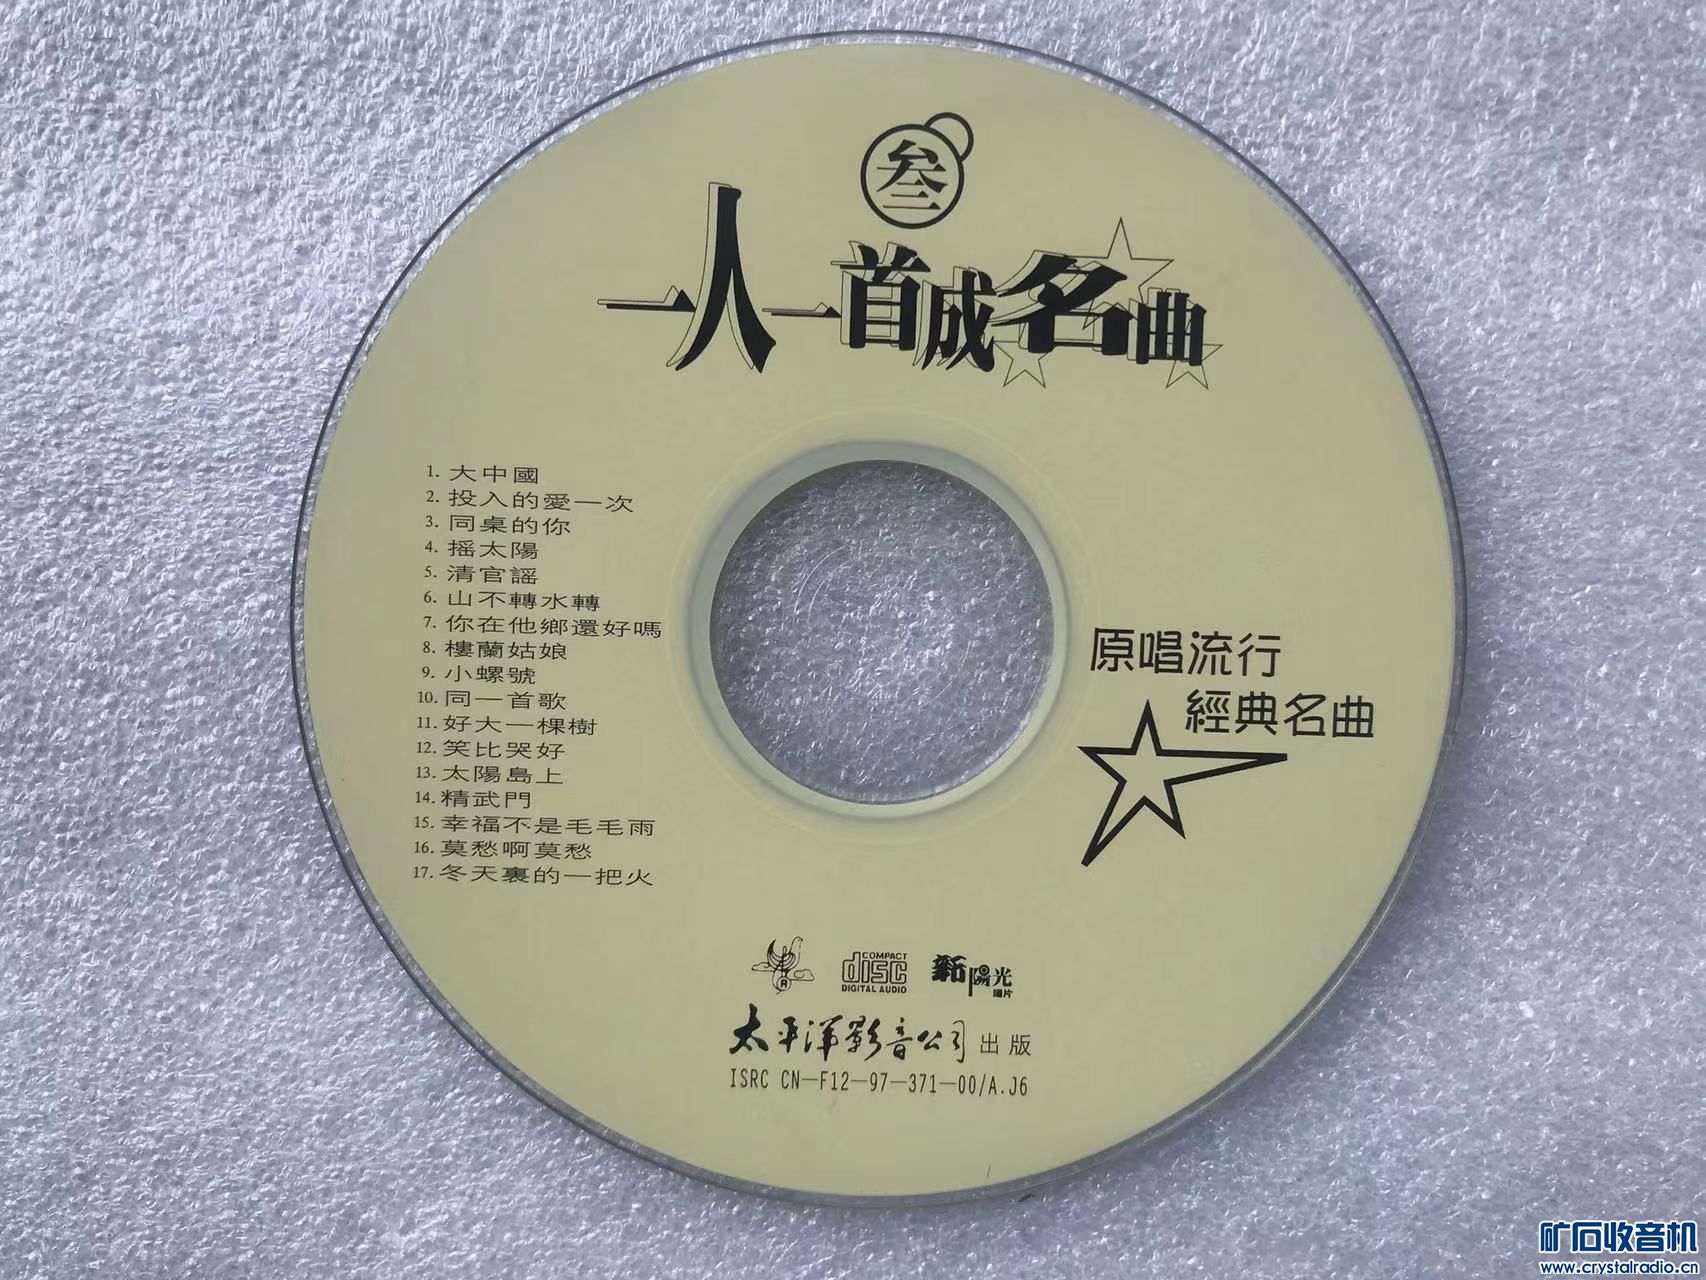 叁
一人一首成名曲
1. 大中國
2. 投入的愛一次
3. 同桌的你
4. 摇太陽
5. 清官謠
6. 山不轉水轉
7. 你在他鄉還好嗎
8. 樓蘭姑娘
9. 小螺號
10. 同一首歌
11. 好大一棵樹
12. 笑比哭好
13. 太陽島上
14. 精武門
15. 幸福不是毛毛雨
16. 莫愁啊莫愁
17. 冬天裏的一把火
原唱流行
經典名曲
R
COMPACT
disc
DIGITAL AUDIO
新陽光
唱片
太平洋影音公司出版
ISRC CN—F12—97—371—00/A.J6
矿石收音机
www.crystalradio.cn